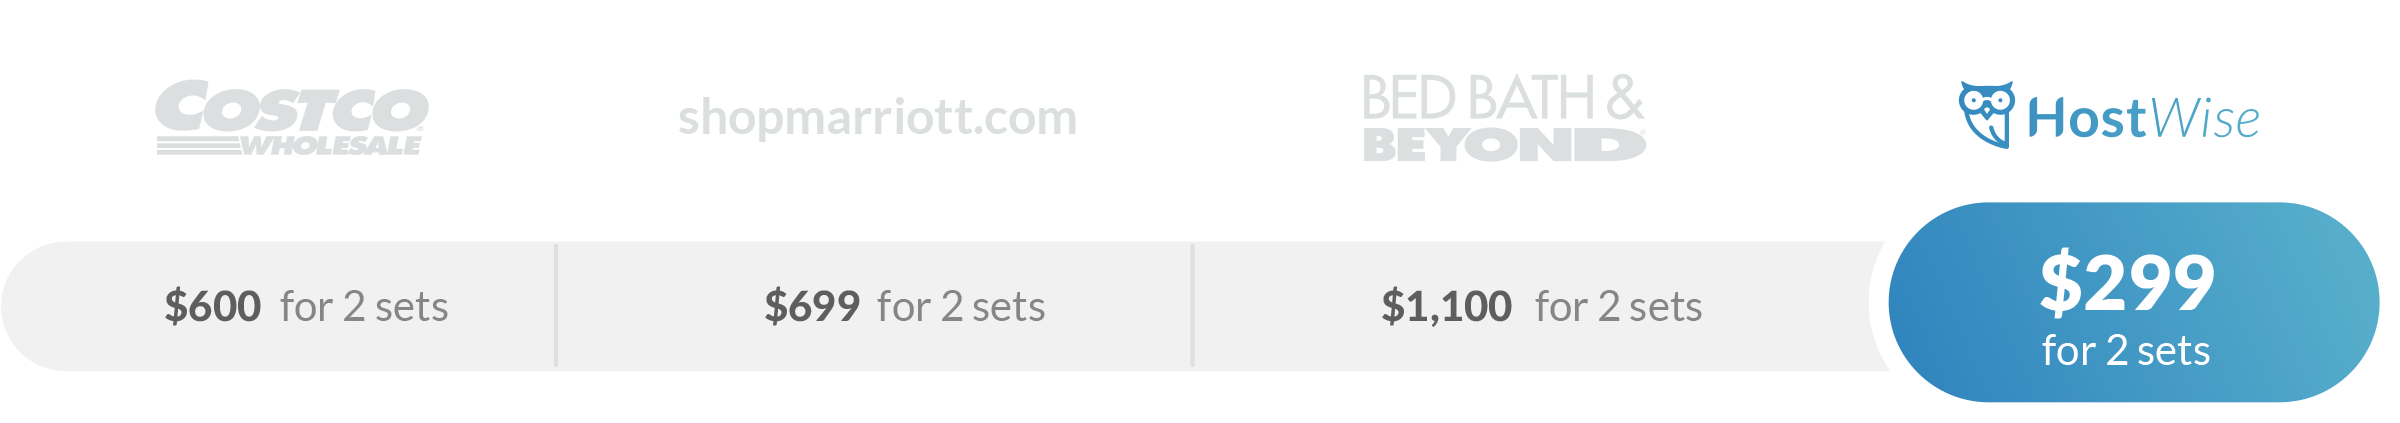 COSTCO
WHOLESALE
shopmarriott.com
BED BATH &
BEYOND
HostWise
$600 for 2 sets
$699 for 2 sets
$1,100 for 2 sets
$299
for 2 sets